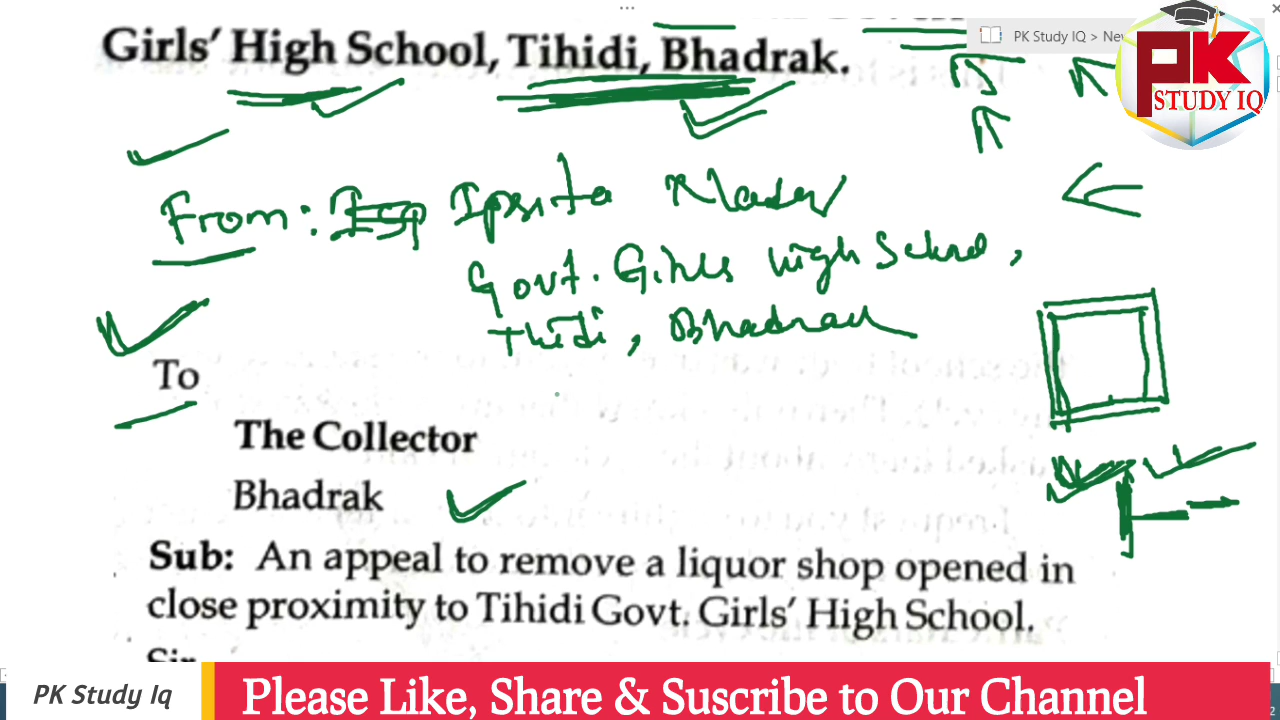 Girls' High School, Tihidi, Bhadrak.
PK Study IQ > Nev
PK
STUDY IQ
From: Ipsita
Govt. Girls High School,
Tihidi, Bhadrak
To
The Collector
Bhadrak
Sub: An appeal to remove a liquor shop opened in
close proximity to Tihidi Govt. Girls' High School.
Sir
PK Study Iq
Please Like, Share & Suscribe to Our Channel